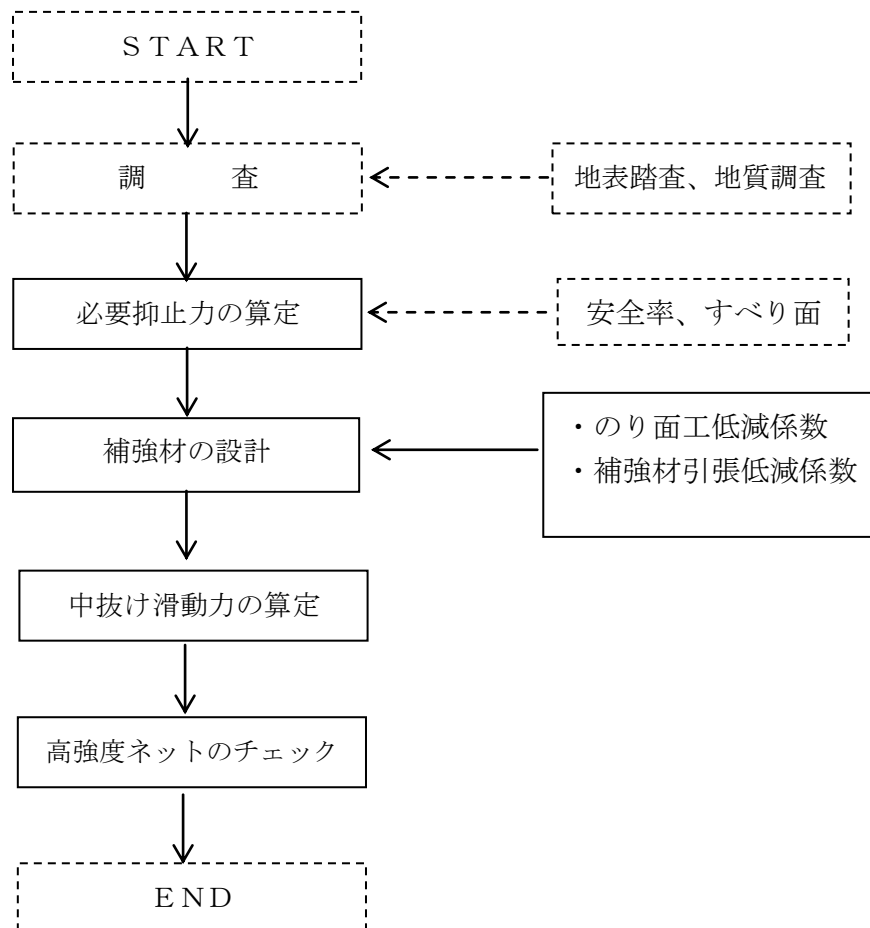 ＳＴＡＲＴ
調　　査
地表踏査、地質調査
必要抑止力の算定
安全率、すべり面
補強材の設計
・のり面工低減係数
・補強材引張低減係数
中抜け滑動力の算定
高強度ネットのチェック
ＥＮＤ